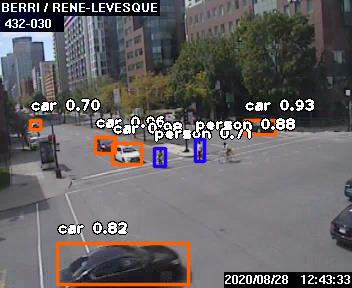 BERRI / RENE-LEVESQUE
432-030
car 0.70
car 0.93
person 0.88
person 0.71
car 0.82
2020/08/28 12:43:33